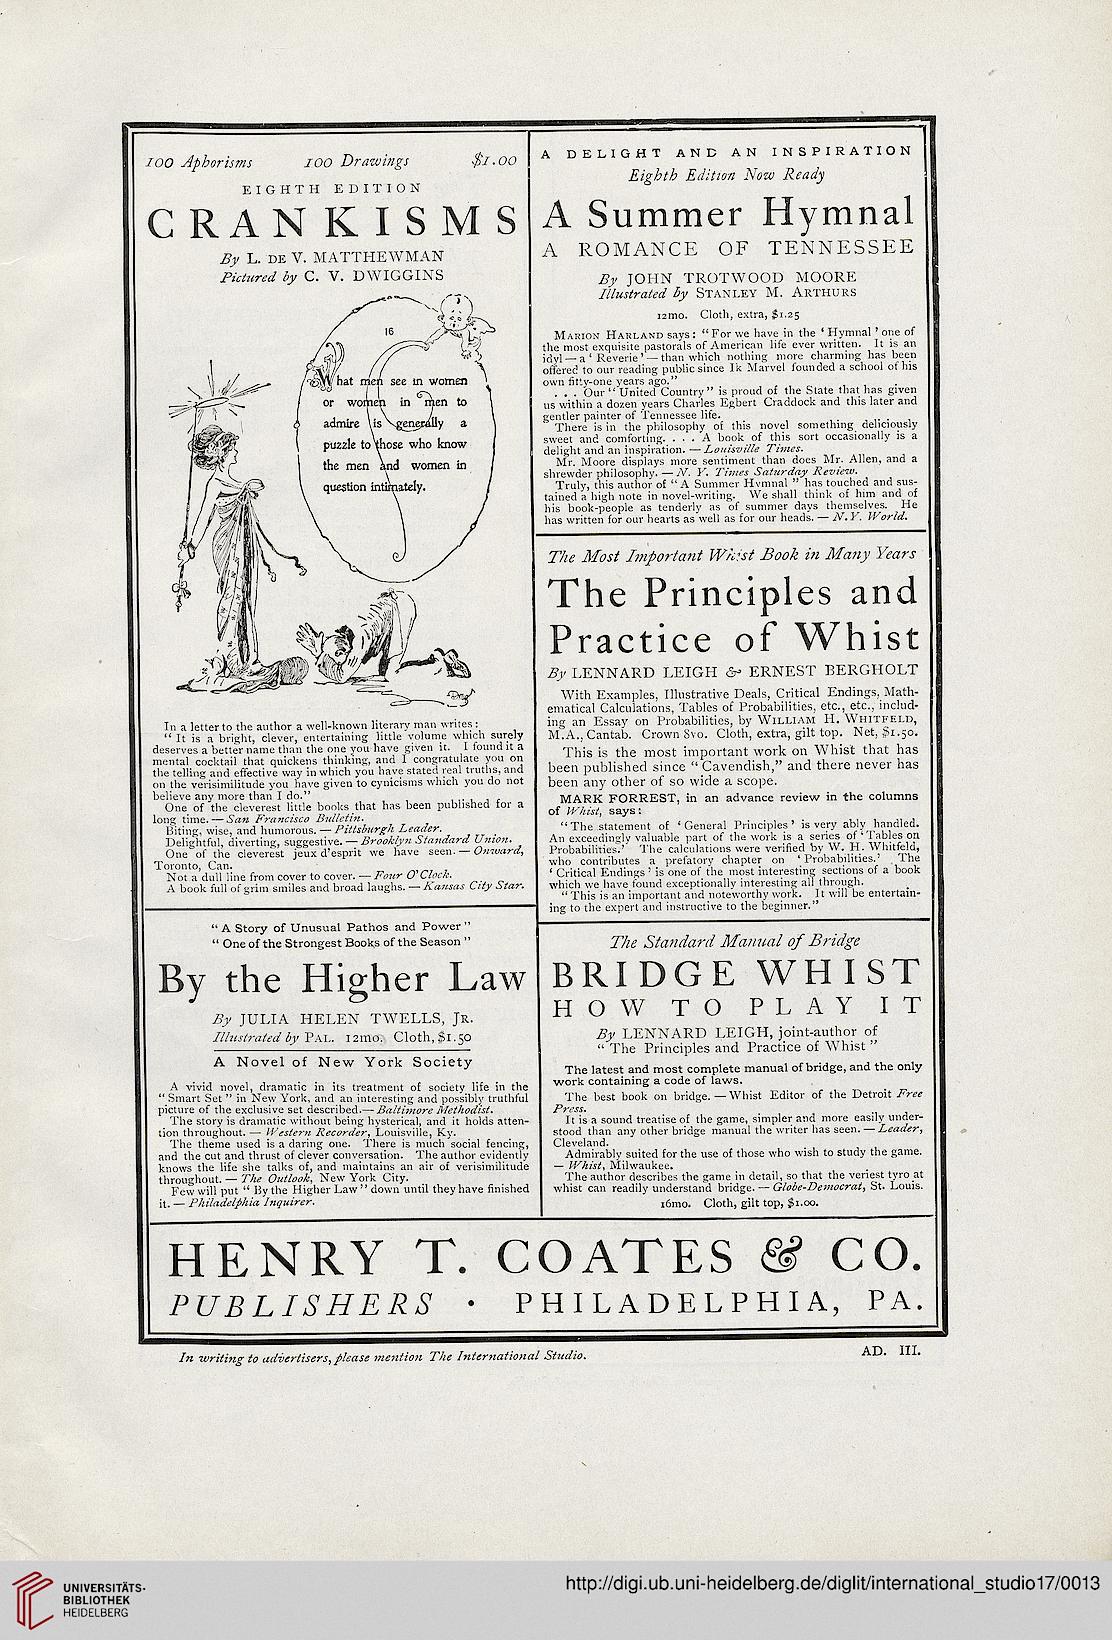 100 Aphorisms 100 Drawings $1.00
EIGHTH EDITION
CRANKISMS
By L. DE V. MATTHEWMAN
Pictured by C. V. DWIGGINS
16
What men see in women
or women in men to
admire is generally a
puzzle to those who know
the men and women in
question intimately.
In a letter to the author a well-known literary man writes:
“It is a bright, clever, entertaining little volume which surely
deserves a better name than the one you have given it. I found it a
mental cocktail that quickens thinking, and I congratulate you on
the telling and effective way in which you have stated real truths, and
on the verisimilitude you have given to cynicisms which you do not
believe any more than I do.”
One of the cleverest little books that has been published for a
long time. — San Francisco Bulletin.
Biting, wise, and humorous. — Pittsburgh Leader.
Delightful, diverting, suggestive. — Brooklyn Standard Union.
One of the cleverest jeux d'esprit we have seen. — Onward,
Toronto, Can.
Not a dull line from cover to cover. — Four O'Clock.
A book full of grim smiles and broad laughs. — Kansas City Star.
“A Story of Unusual Pathos and Power”
“One of the Strongest Books of the Season”
By the Higher Law
By JULIA HELEN TWELLS, JR.
Illustrated by PAL. 12mo. Cloth, $1.50
A Novel of New York Society
A vivid novel, dramatic in its treatment of society life in the
“Smart Set” in New York, and an interesting and possibly truthful
picture of the exclusive set described. — Baltimore Methodist.
The story is dramatic without being hysterical, and it holds atten-
tion throughout. — Western Recorder, Louisville, Ky.
The theme used is a daring one. There is much social fencing,
and the cut and thrust of clever conversation. The author evidently
knows the life she talks of, and maintains an air of verisimilitude
throughout. — The Outlook, New York City.
Few will put “By the Higher Law” down until they have finished
it. — Philadelphia Inquirer.
A DELIGHT AND AN INSPIRATION
Eighth Edition Now Ready
A Summer Hymnal
A ROMANCE OF TENNESSEE
By JOHN TROTWOOD MOORE
Illustrated by STANLEY M. ARTHURS
12mo. Cloth, extra, $1.25
MARION HARLAND says: “For we have in the ‘Hymnal’ one of
the most exquisite pastorals of American life ever written. It is an
idyl — a ‘Reverie’ — than which nothing more charming has been
offered to our reading public since Ik Marvel founded a school of his
own fifty-one years ago.”
. . . Our “United Country” is proud of the State that has given
us within a dozen years Charles Egbert Craddock and this later and
gentler painter of Tennessee life.
There is in the philosophy of this novel something deliciously
sweet and comforting. . . . A book of this sort occasionally is a
delight and an inspiration. — Louisville Times.
Mr. Moore displays more sentiment than does Mr. Allen, and a
shrewder philosophy. — N. Y. Times Saturday Review.
Truly, this author of “A Summer Hymnal” has touched and sus-
tained a high note in novel-writing. We shall think of him and of
his book-people as tenderly as of summer days themselves. He
has written for our hearts as well as for our heads. — N. Y. World.
The Most Important Whist Book in Many Years
The Principles and
Practice of Whist
By LENNARD LEIGH & ERNEST BERGHOLT
With Examples, Illustrative Deals, Critical Endings, Math-
ematical Calculations, Tables of Probabilities, etc., etc., includ-
ing an Essay on Probabilities, by WILLIAM H. WHITFELD,
M.A., Cantab. Crown 8vo. Cloth, extra, gilt top. Net, $1.50.
This is the most important work on Whist that has
been published since “Cavendish,” and there never has
been any other of so wide a scope.
MARK FORREST, in an advance review in the columns
of Whist, says:
“The statement of ‘General Principles’ is very ably handled.
An exceedingly valuable part of the work is a series of ‘Tables on
Probabilities.’ The calculations were verified by W. H. Whitfeld,
who contributes a prefatory chapter on ‘Probabilities.’ The
‘Critical Endings’ is one of the most interesting sections of a book
which we have found exceptionally interesting all through.
“This is an important and noteworthy work. It will be entertain-
ing to the expert and instructive to the beginner.”
The Standard Manual of Bridge
BRIDGE WHIST
HOW TO PLAY IT
By LENNARD LEIGH, joint-author of
“The Principles and Practice of Whist”
The latest and most complete manual of bridge, and the only
work containing a code of laws.
The best book on bridge. — Whist Editor of the Detroit Free
Press.
It is a sound treatise of the game, simpler and more easily under-
stood than any other bridge manual the writer has seen. — Leader,
Cleveland.
Admirably suited for the use of those who wish to study the game.
— Whist, Milwaukee.
The author describes the game in detail, so that the veriest tyro at
whist can readily understand bridge. — Globe-Democrat, St. Louis.
16mo. Cloth, gilt top, $1.00.
HENRY T. COATES & CO.
PUBLISHERS · PHILADELPHIA, PA.
In writing to advertisers, please mention The International Studio.
AD. III.
UNIVERSITÄTS-
BIBLIOTHEK
HEIDELBERG
http://digi.ub.uni-heidelberg.de/diglit/international_studio17/0013